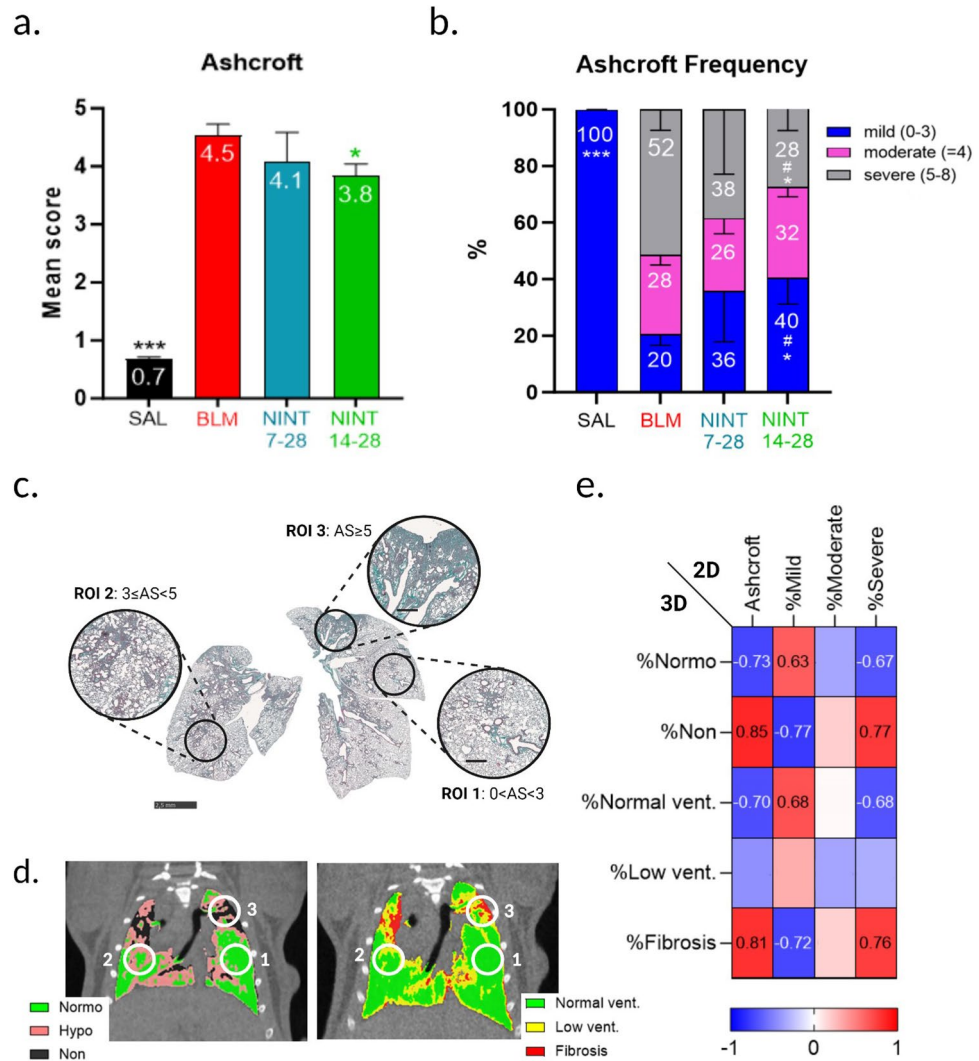 a.
Ashcroft
Mean score
5
4
3
2
1
0
***
0.7
4.5
4.1
*
3.8
SAL
BLM
NINT
7-28
NINT
14-28
b.
Ashcroft Frequency
%
100
80
60
40
20
0
100
***
52
28
20
38
26
36
28
#
*
32
40
#
*
SAL
BLM
NINT
7-28
NINT
14-28
mild (0-3)
moderate (=4)
severe (5-8)
c.
ROI 3: AS≥5
ROI 2: 3≤AS<5
ROI 1: 0<AS<3
2,5 mm
d.
3
2
1
Normo
Hypo
Non
3
2
1
Normal vent.
Low vent.
Fibrosis
e.
2D
3D
Ashcroft
%Mild
%Moderate
%Severe
%Normo
-0.73
0.63
-0.67
%Non
0.85
-0.77
0.77
%Normal vent.
-0.70
0.68
-0.68
%Low vent.
%Fibrosis
0.81
-0.72
0.76
-1
0
1